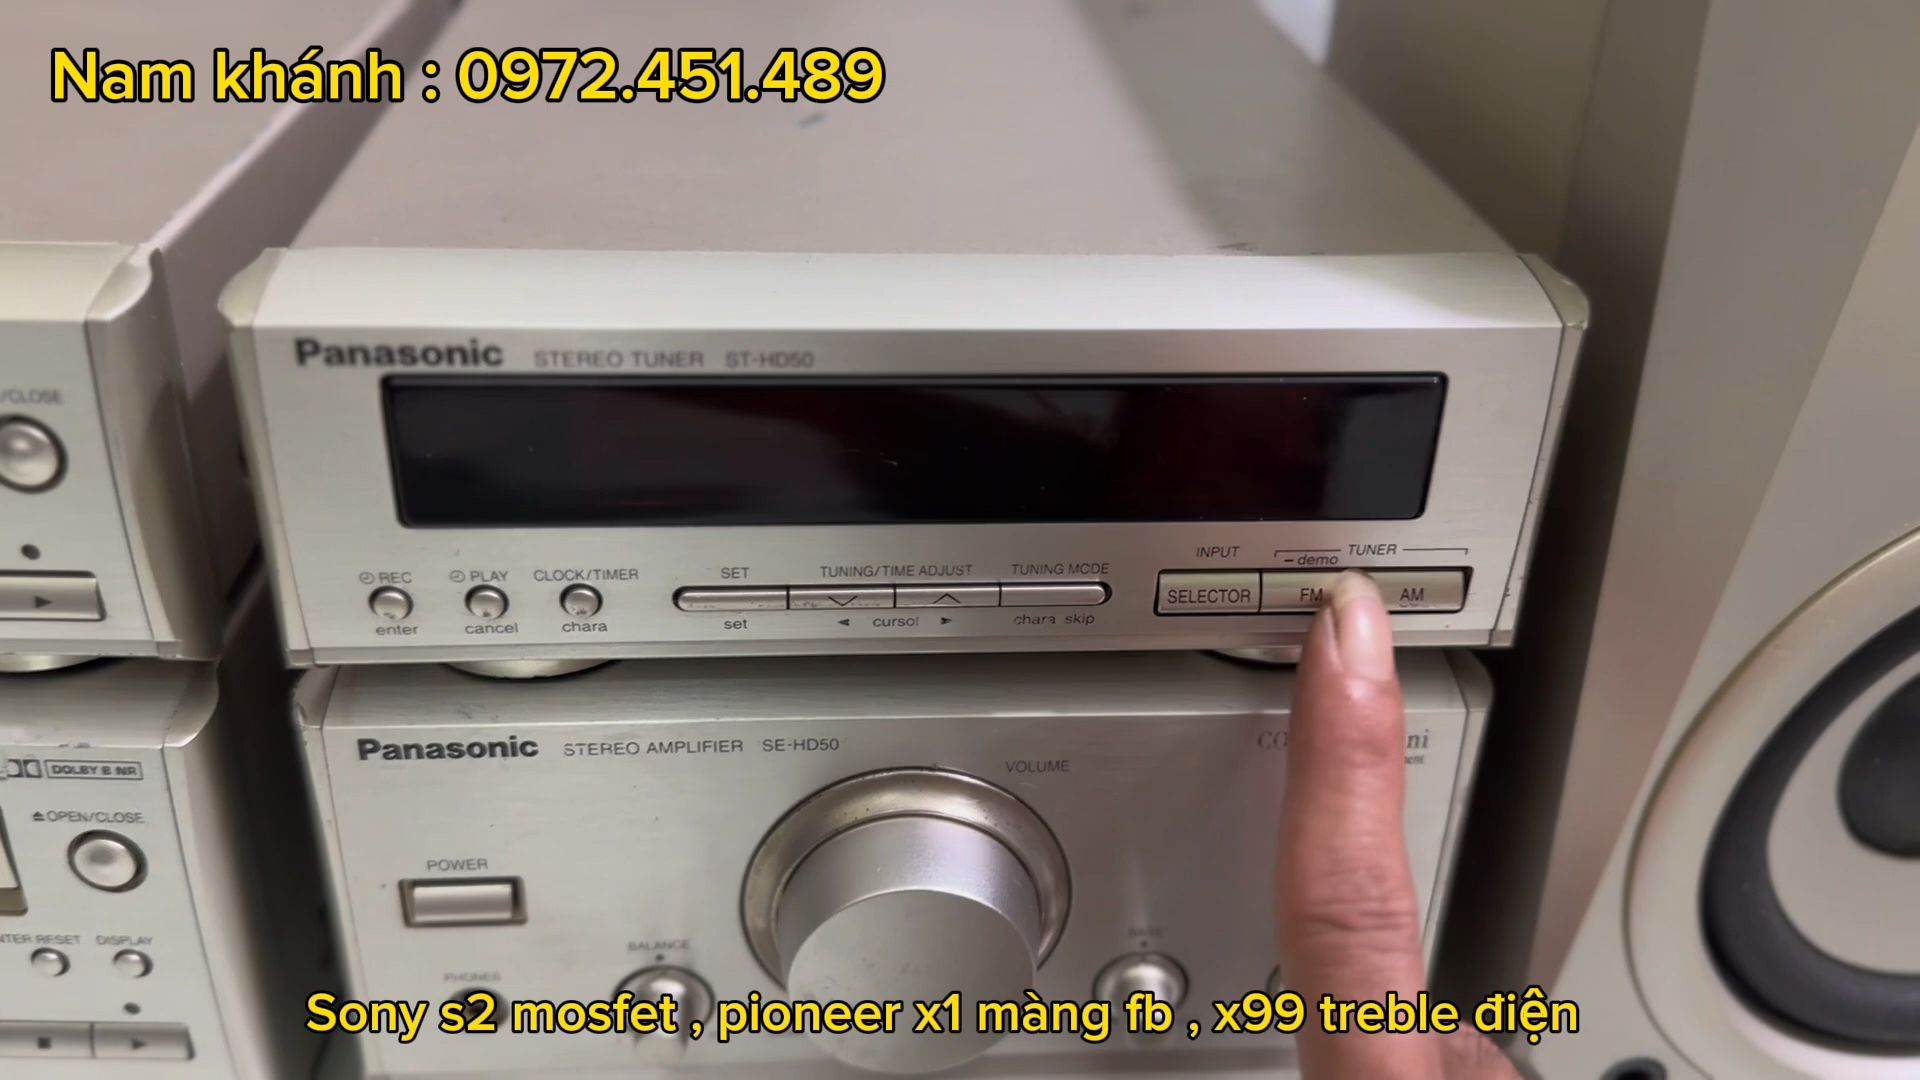 Nam khánh : 0972.451.489
Panasonic STEREO TUNER ST-HD50
/CLOSE
REC PLAY CLOCK/TIMER SET TUNING/TIME ADJUST TUNING MODE
enter cancel chara set cursor chara skip
INPUT TUNER
– demo
SELECTOR FM AM
Panasonic STEREO AMPLIFIER SE-HD50
VOLUME
DOLBY B NR
OPEN/CLOSE
POWER
RESET DISPLAY
BALANCE
BASS
PHONES
Sony s2 mosfet , pioneer x1 màng fb , x99 treble điện